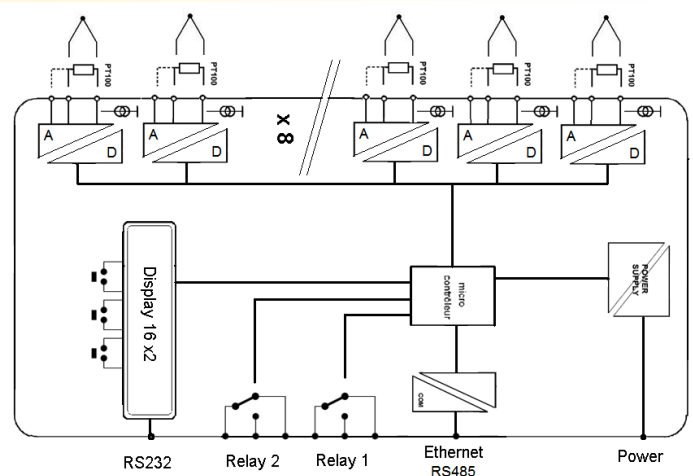 PT100
PT100
PT100
PT100
PT100
A
D
A
D
x 8
A
D
A
D
A
D
Display 16 x2
micro
contrôleur
POWER
SUPPLY
COM
RS232
Relay 2
Relay 1
Ethernet
RS485
Power